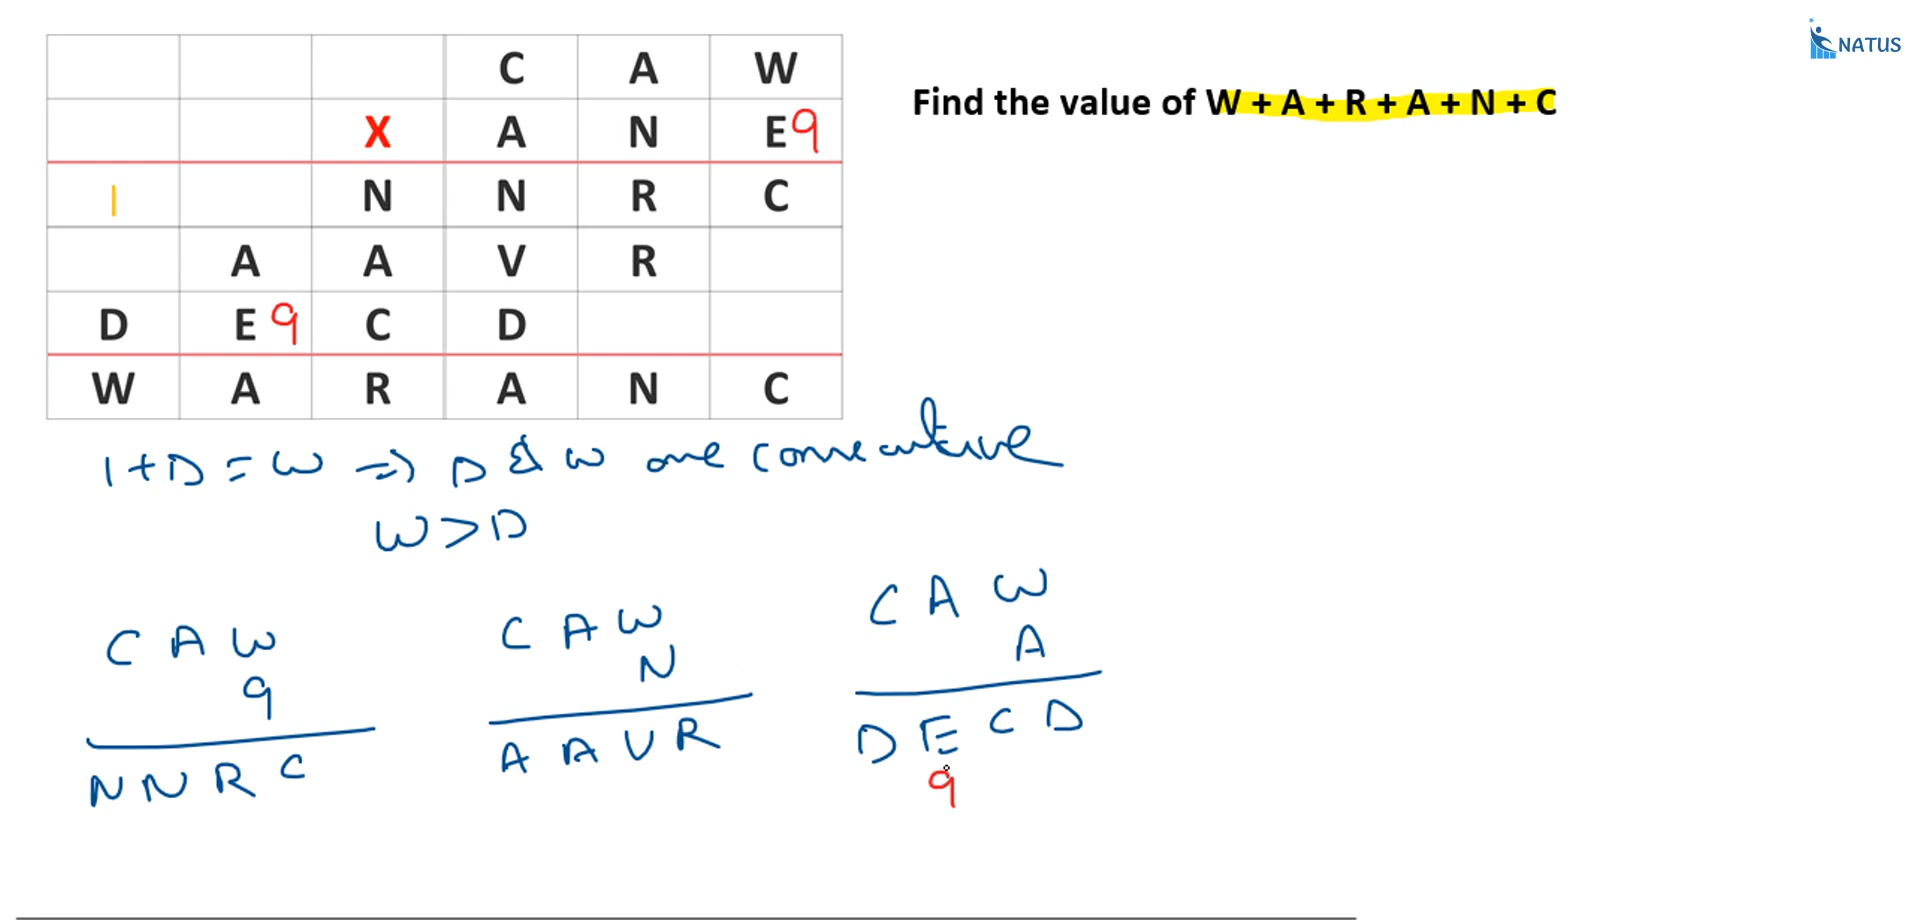 NATUS
C A W
X A N E 9
1 N N R C
A A V R
D E 9 C D
W A R A N C
Find the value of W + A + R + A + N + C
1 + D = W => D & W are consecutive
W > D
C A W
9
N N R C
C A W
N
A A V R
C A W
A
D E C D
9